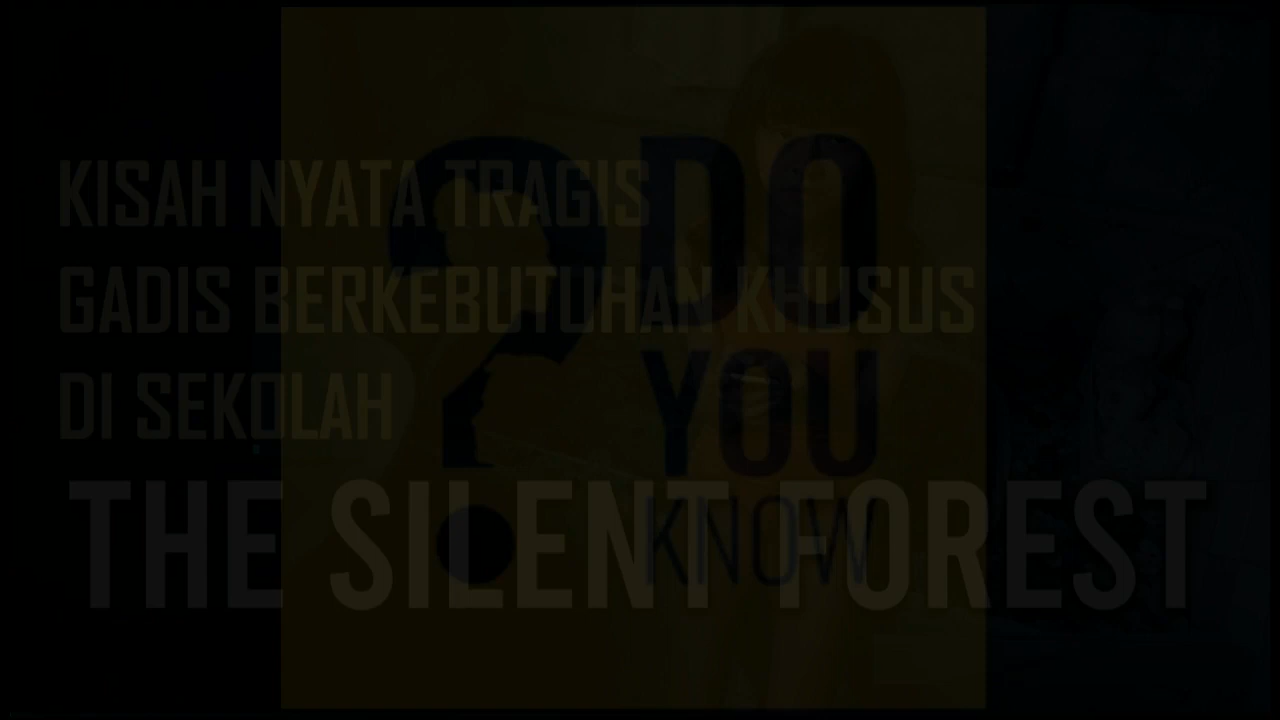 KISAH NYATA TRAGIS
GADIS BERKEBUTUHAN KHUSUS
DI SEKOLAH
THE SILENT FOREST
DO
YOU
KNOW